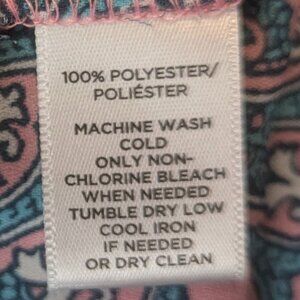 100% POLYESTER/
POLIÉSTER
MACHINE WASH
COLD
ONLY NON-
CHLORINE BLEACH
WHEN NEEDED
TUMBLE DRY LOW
COOL IRON
IF NEEDED
OR DRY CLEAN